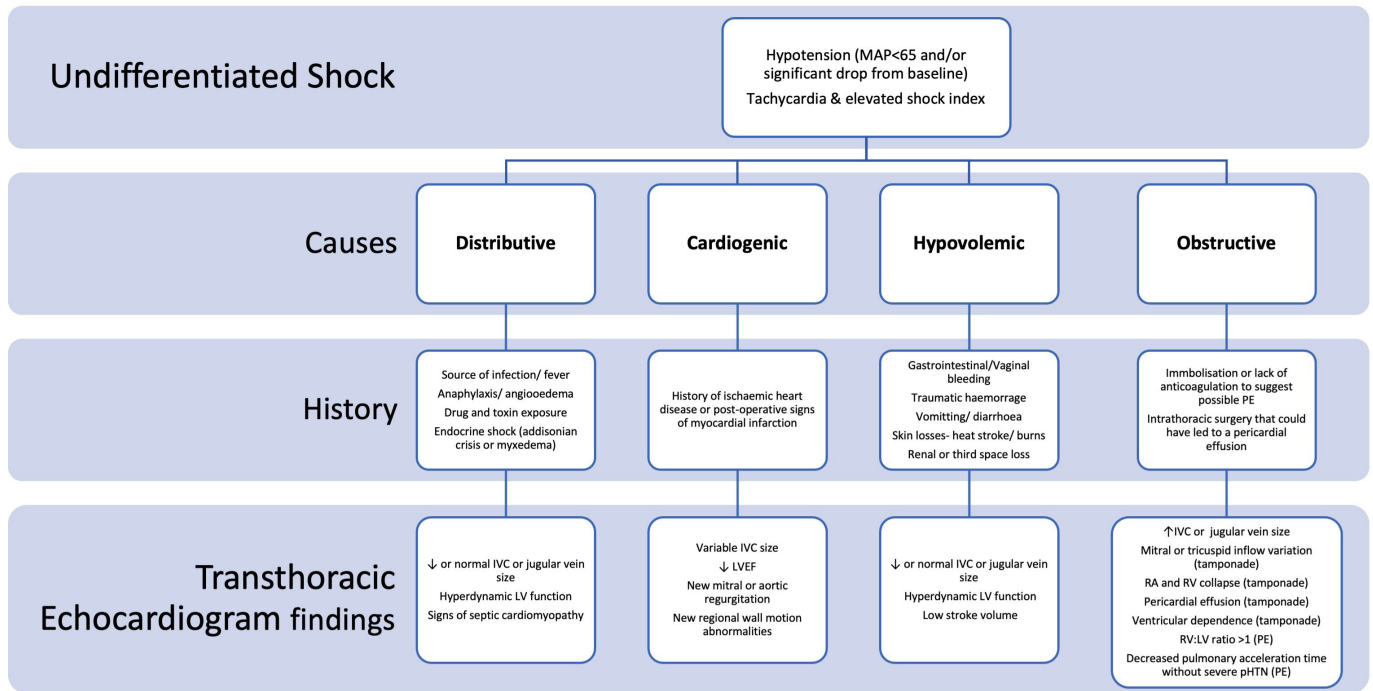 Undifferentiated Shock
Hypotension (MAP<65 and/or
significant drop from baseline)
Tachycardia & elevated shock index
Causes
Distributive
Cardiogenic
Hypovolemic
Obstructive
History
Source of infection/ fever
Anaphylaxis/ angiooedema
Drug and toxin exposure
Endocrine shock (addisonian
crisis or myxedema)
History of ischaemic heart
disease or post-operative signs
of myocardial infarction
Gastrointestinal/Vaginal
bleeding
Traumatic haemorrage
Vomitting/ diarrhoea
Skin losses- heat stroke/ burns
Renal or third space loss
Immbolisation or lack of
anticoagulation to suggest
possible PE
Intrathoracic surgery that could
have led to a pericardial
effusion
Transthoracic
Echocardiogram findings
↓ or normal IVC or jugular vein
size
Hyperdynamic LV function
Signs of septic cardiomyopathy
Variable IVC size
↓ LVEF
New mitral or aortic
regurgitation
New regional wall motion
abnormalities
↓ or normal IVC or jugular vein
size
Hyperdynamic LV function
Low stroke volume
↑IVC or jugular vein size
Mitral or tricuspid inflow variation
(tamponade)
RA and RV collapse (tamponade)
Pericardial effusion (tamponade)
Ventricular dependence (tamponade)
RV:LV ratio >1 (PE)
Decreased pulmonary acceleration time
without severe pHTN (PE)